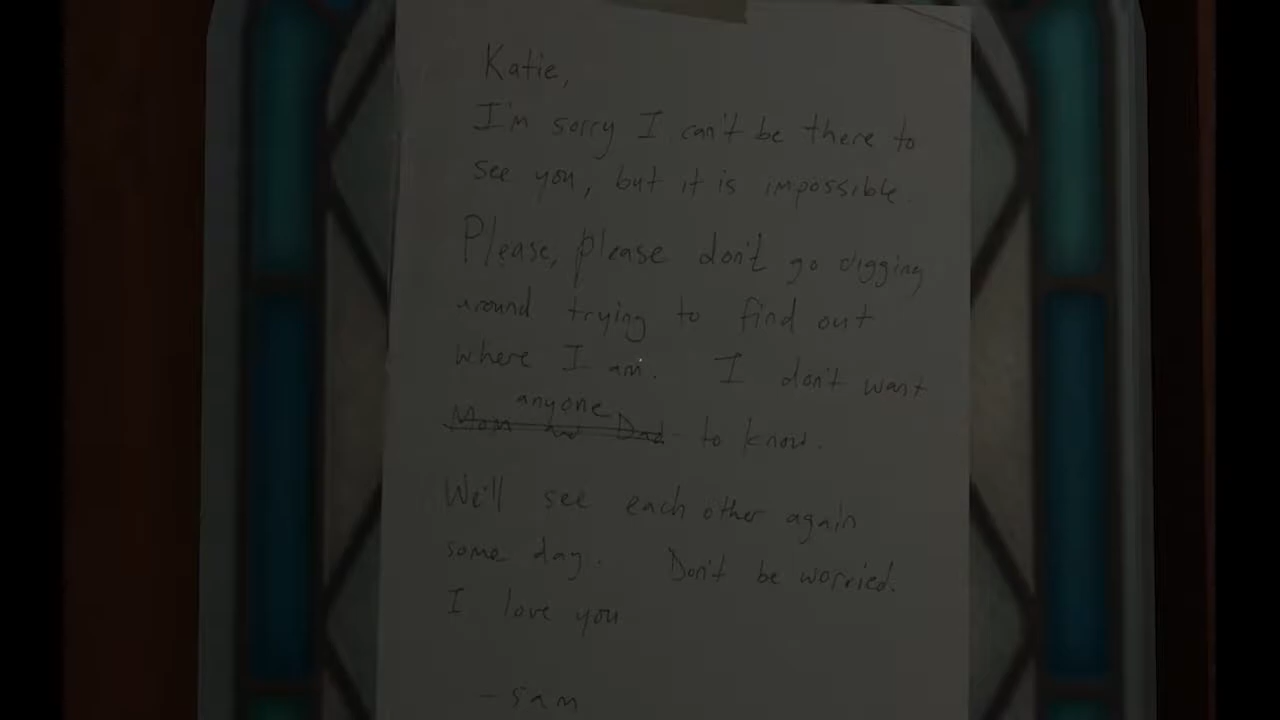 Katie,
I'm sorry I can't be there to
see you, but it is impossible.
Please, please don't go digging
around trying to find out
where I am. I don't want
anyone
Mom and Dad to know.
We'll see each other again
some day. Don't be worried.
I love you
- Sam